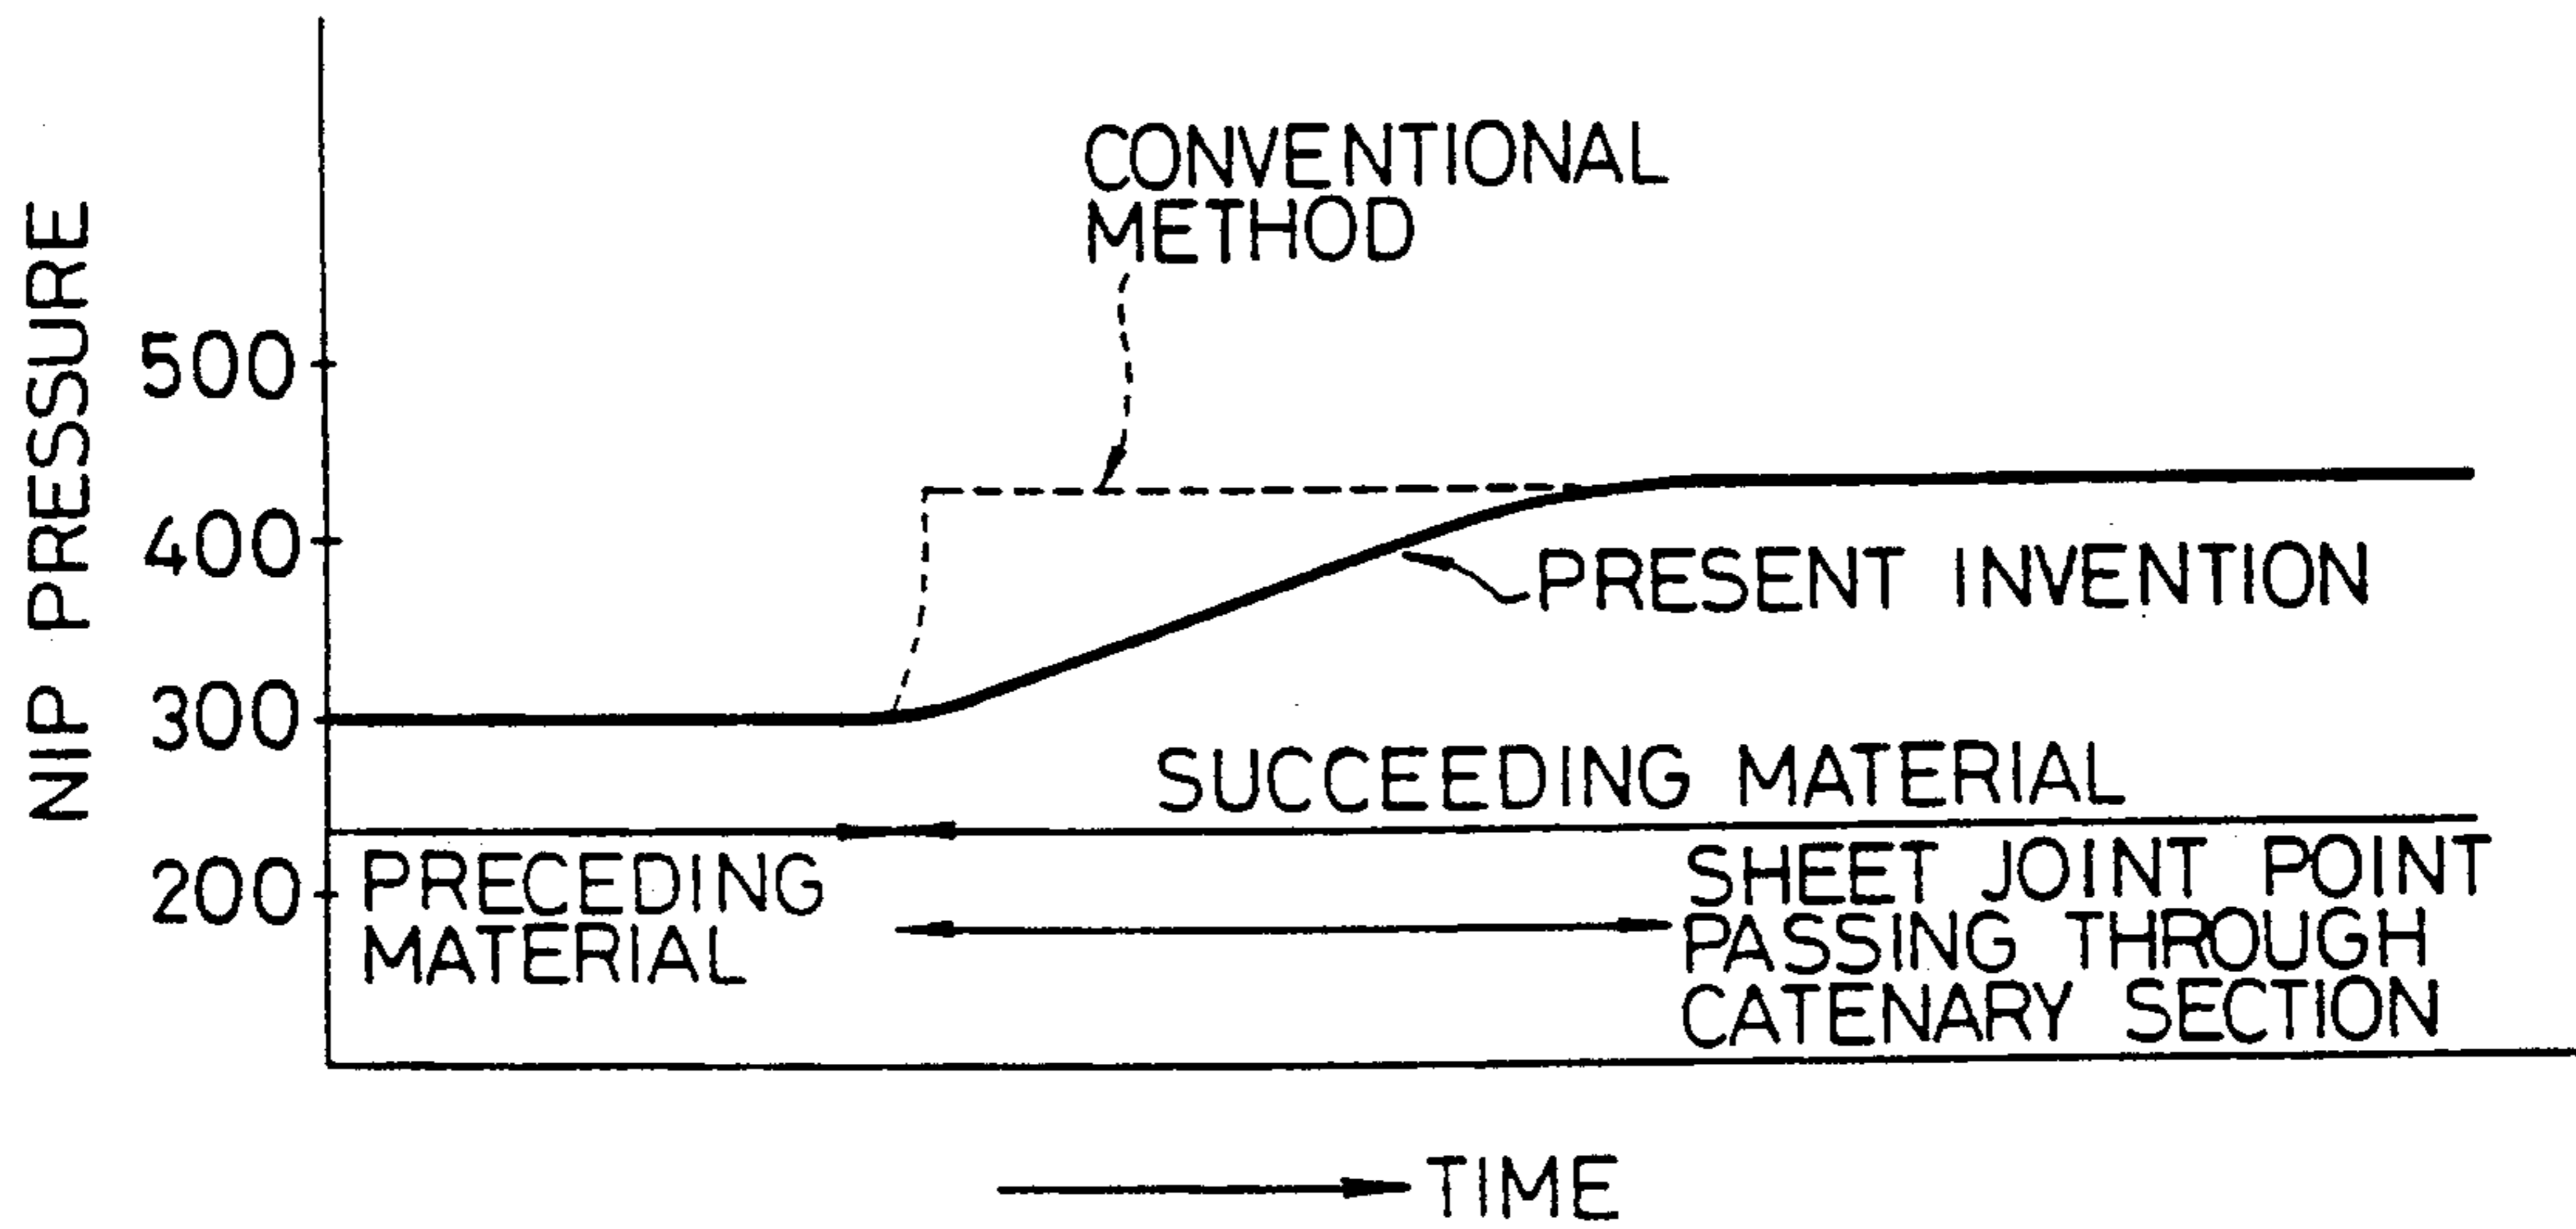 CONVENTIONAL
METHOD
NIP PRESSURE
500
400
300
200
PRESENT INVENTION
SUCCEEDING MATERIAL
PRECEDING
MATERIAL
SHEET JOINT POINT
PASSING THROUGH
CATENARY SECTION
TIME